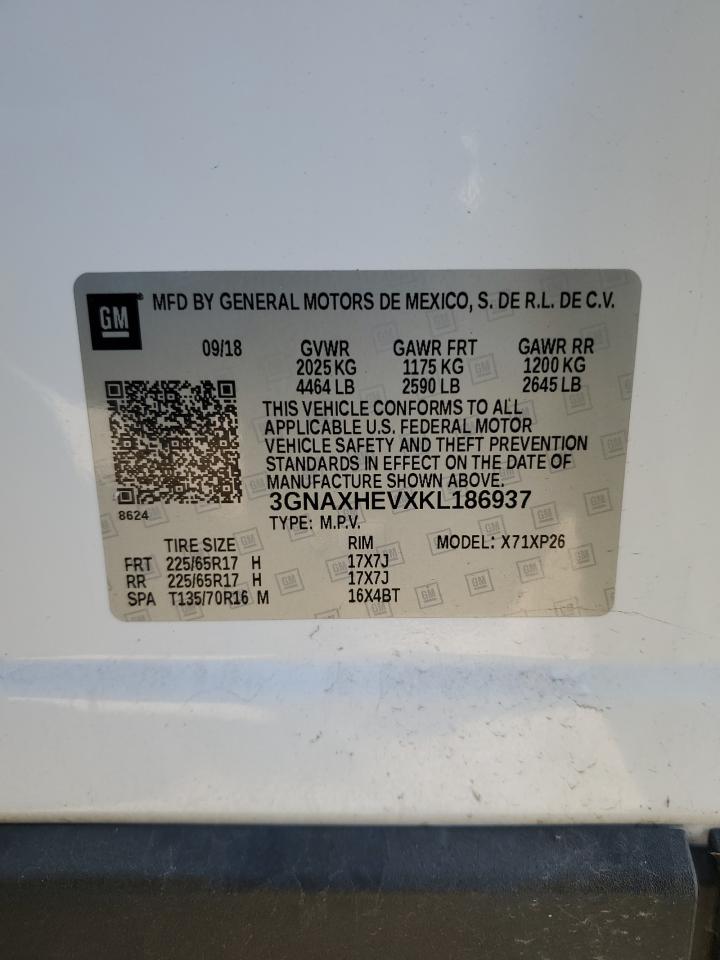 GM
MFD BY GENERAL MOTORS DE MEXICO, S. DE R.L. DE C.V.
09/18 GVWR GAWR FRT GAWR RR
2025 KG 1175 KG 1200 KG
4464 LB 2590 LB 2645 LB
THIS VEHICLE CONFORMS TO ALL
APPLICABLE U.S. FEDERAL MOTOR
VEHICLE SAFETY AND THEFT PREVENTION
STANDARDS IN EFFECT ON THE DATE OF
MANUFACTURE SHOWN ABOVE.
8624
3GNAXHEVXKL186937
TYPE: M.P.V.
TIRE SIZE RIM MODEL: X71XP26
FRT 225/65R17 H 17X7J
RR 225/65R17 H 17X7J
SPA T135/70R16 M 16X4BT